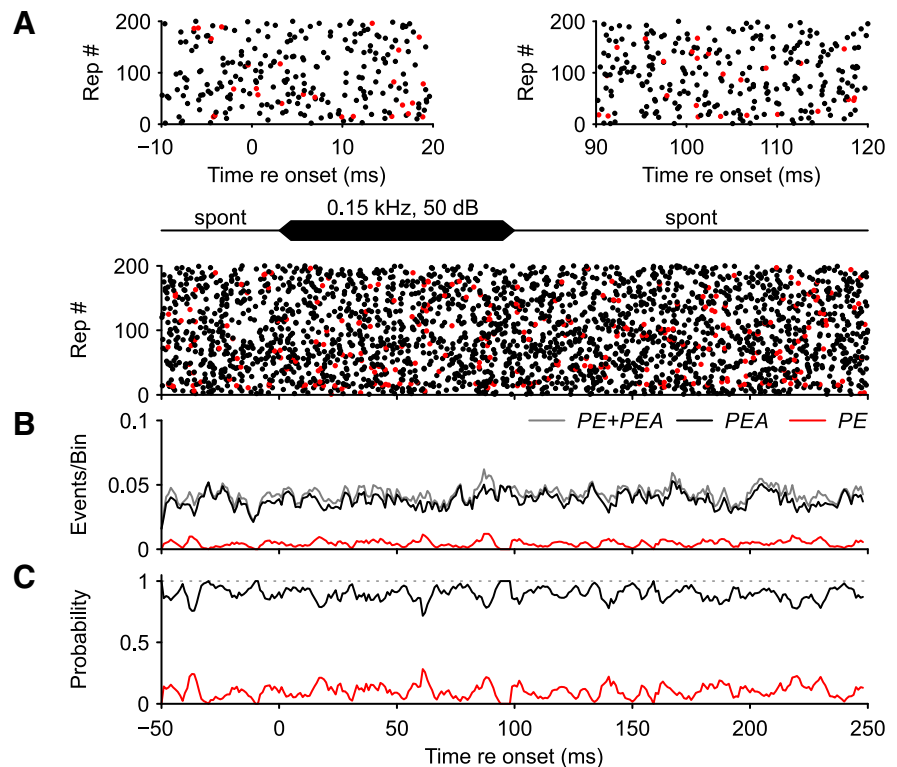 A
Rep #
200
100
0
−10 0 10 20
Time re onset (ms)
Rep #
200
100
0
90 100 110 120
Time re onset (ms)
spont
0.15 kHz, 50 dB
spont
Rep #
200
100
0
B
PE+PEA PEA PE
Events/Bin
0.1
0.05
0
C
Probability
1
0.5
0
−50 0 50 100 150 200 250
Time re onset (ms)